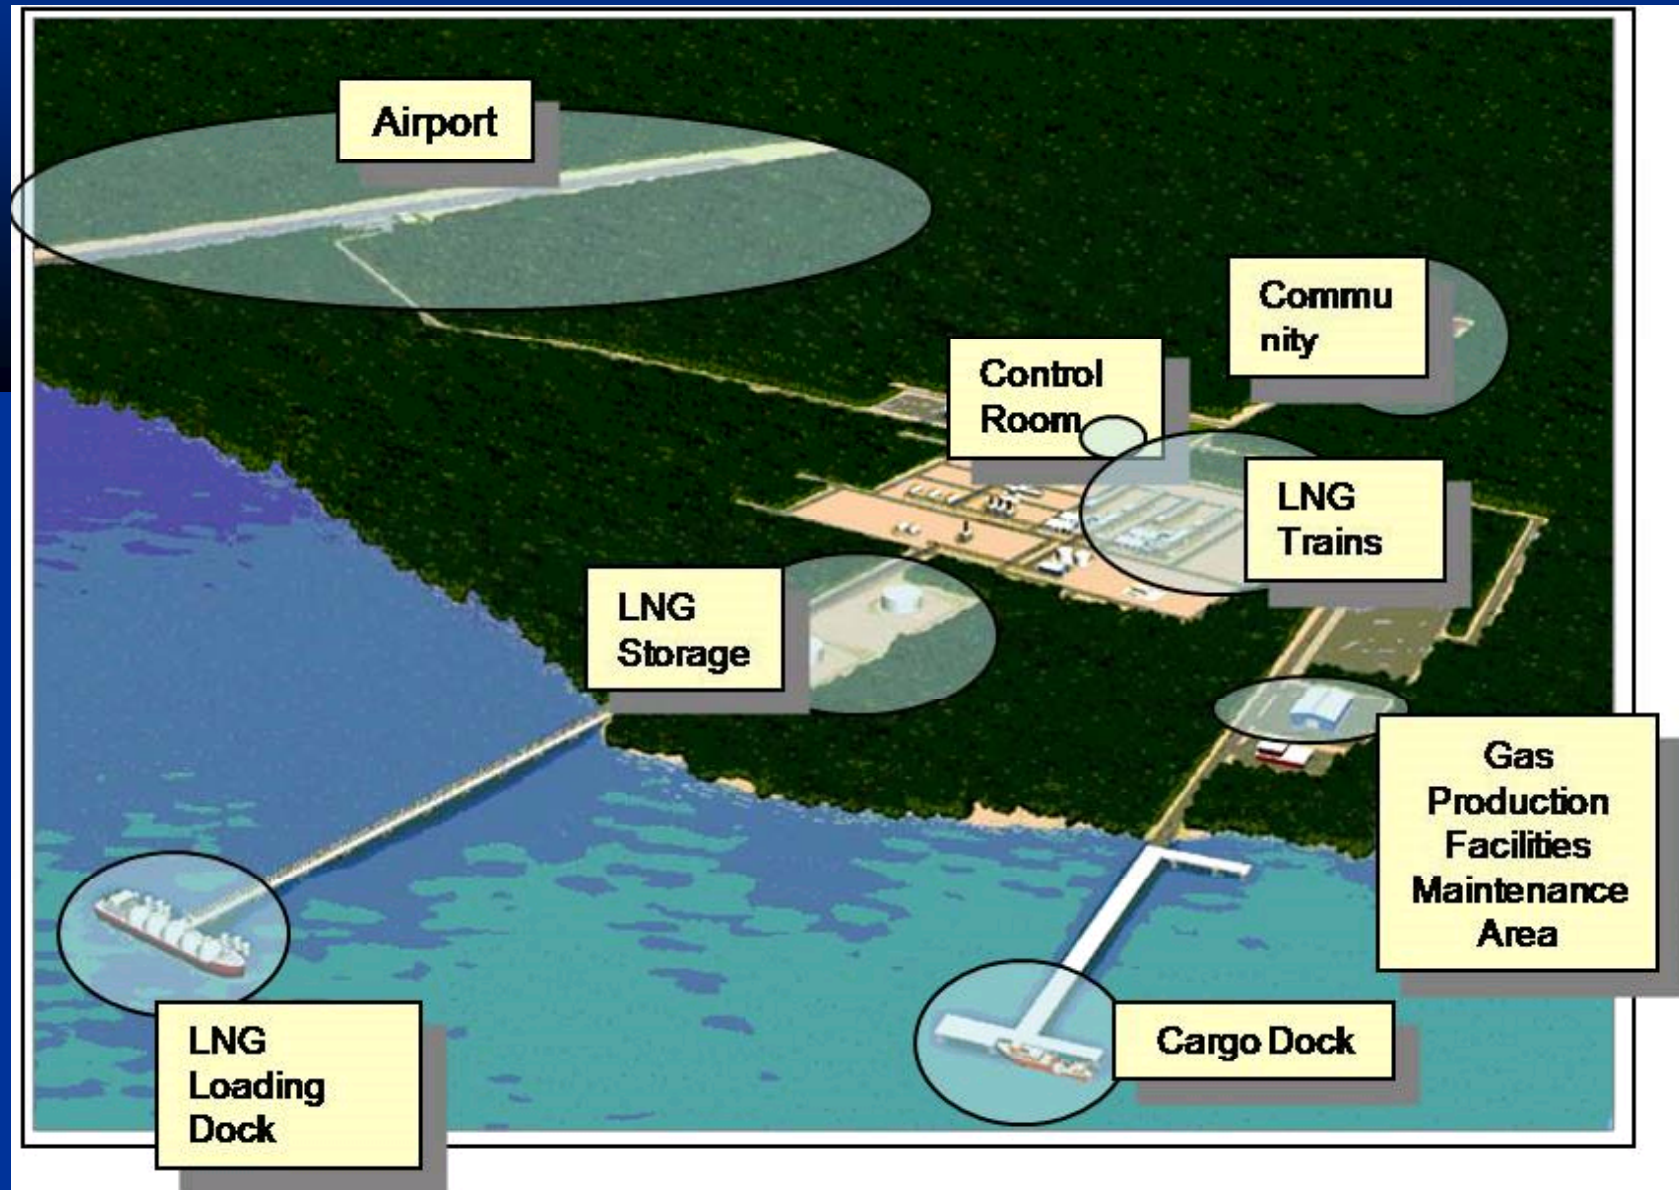 Airport
Commu
nity
Control
Room
LNG
Trains
LNG
Storage
Gas
Production
Facilities
Maintenance
Area
LNG
Loading
Dock
Cargo Dock